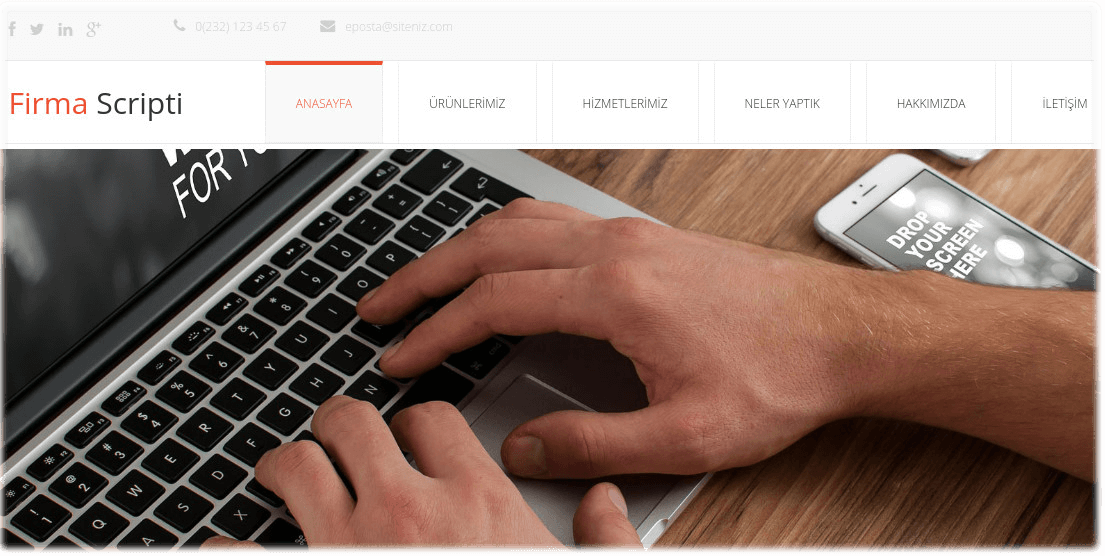 0(232) 123 45 67
eposta@siteniz.com
Firma Scripti
ANASAYFA
ÜRÜNLERİMİZ
HİZMETLERİMİZ
NELER YAPTIK
HAKKIMIZDA
İLETİŞİM
FOR YO
DROP
YOUR
SCREEN
HERE